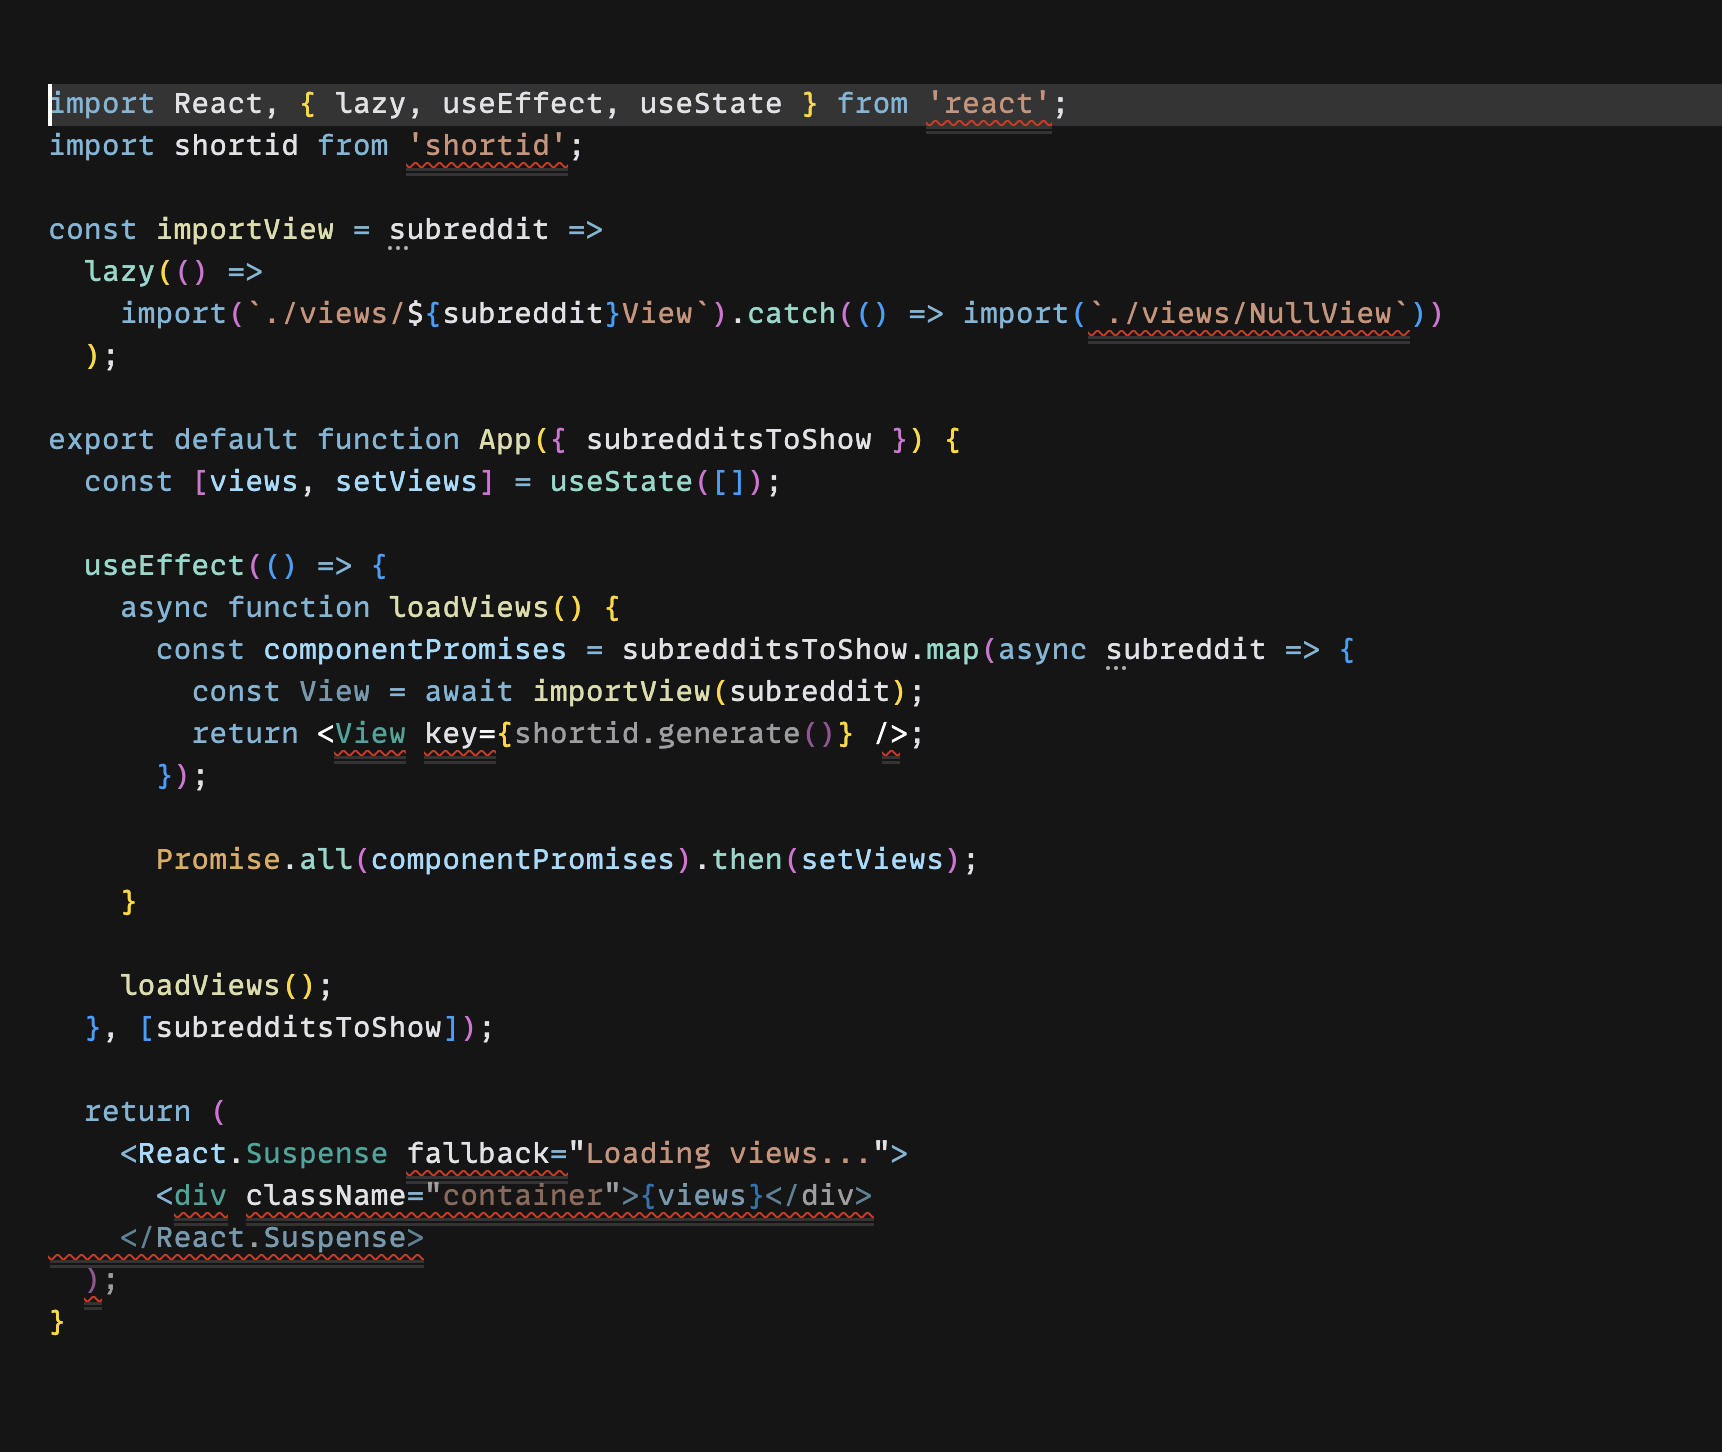 import React, { lazy, useEffect, useState } from 'react';
import shortid from 'shortid';

const importView = subreddit =>
  lazy(() =>
    import(`./views/${subreddit}View`).catch(() => import(`./views/NullView`))
  );

export default function App({ subredditsToShow }) {
  const [views, setViews] = useState([]);

  useEffect(() => {
    async function loadViews() {
      const componentPromises = subredditsToShow.map(async subreddit => {
        const View = await importView(subreddit);
        return <View key={shortid.generate()} />;
      });

      Promise.all(componentPromises).then(setViews);
    }

    loadViews();
  }, [subredditsToShow]);

  return (
    <React.Suspense fallback="Loading views...">
      <div className="container">{views}</div>
    </React.Suspense>
  );
}